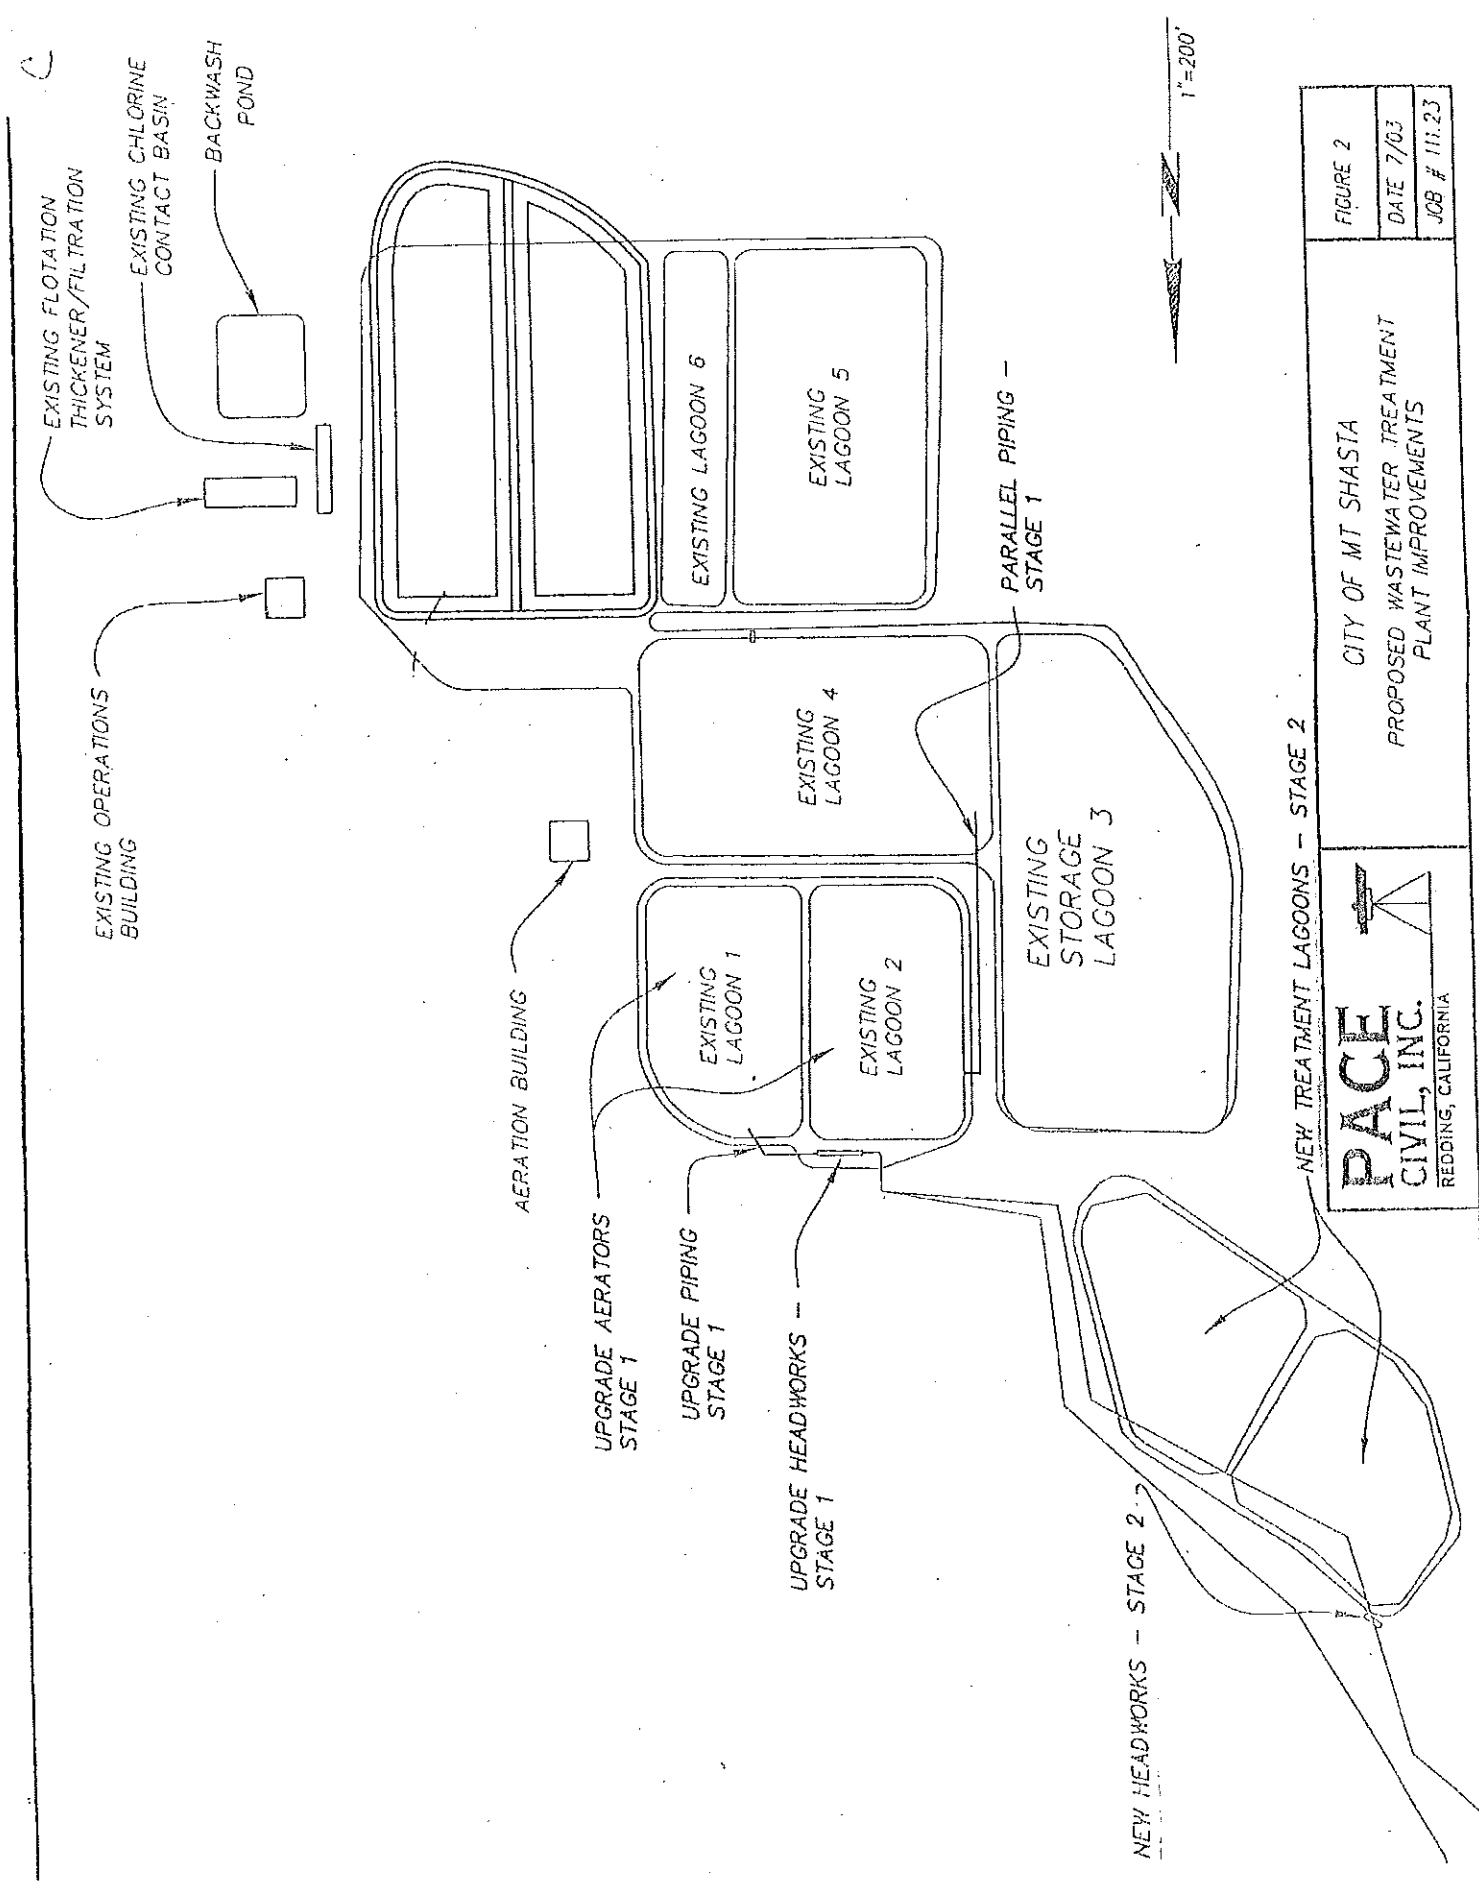 EXISTING OPERATIONS
BUILDING
EXISTING FLOTATION
THICKENER/FILTRATION
SYSTEM
EXISTING CHLORINE
CONTACT BASIN
BACKWASH
POND
AERATION BUILDING
UPGRADE AERATORS
STAGE 1
UPGRADE PIPING
STAGE 1
UPGRADE HEADWORKS –
STAGE 1
EXISTING
LAGOON 1
EXISTING
LAGOON 2
EXISTING
LAGOON 4
EXISTING LAGOON 6
EXISTING
LAGOON 5
PARALLEL PIPING –
STAGE 1
EXISTING
STORAGE
LAGOON 3
NEW HEADWORKS – STAGE 2
NEW TREATMENT LAGOONS – STAGE 2
N
1"=200'
PACE
CIVIL, INC.
REDDING, CALIFORNIA
CITY OF MT SHASTA
PROPOSED WASTEWATER TREATMENT
PLANT IMPROVEMENTS
FIGURE 2
DATE 7/03
JOB # 111.23